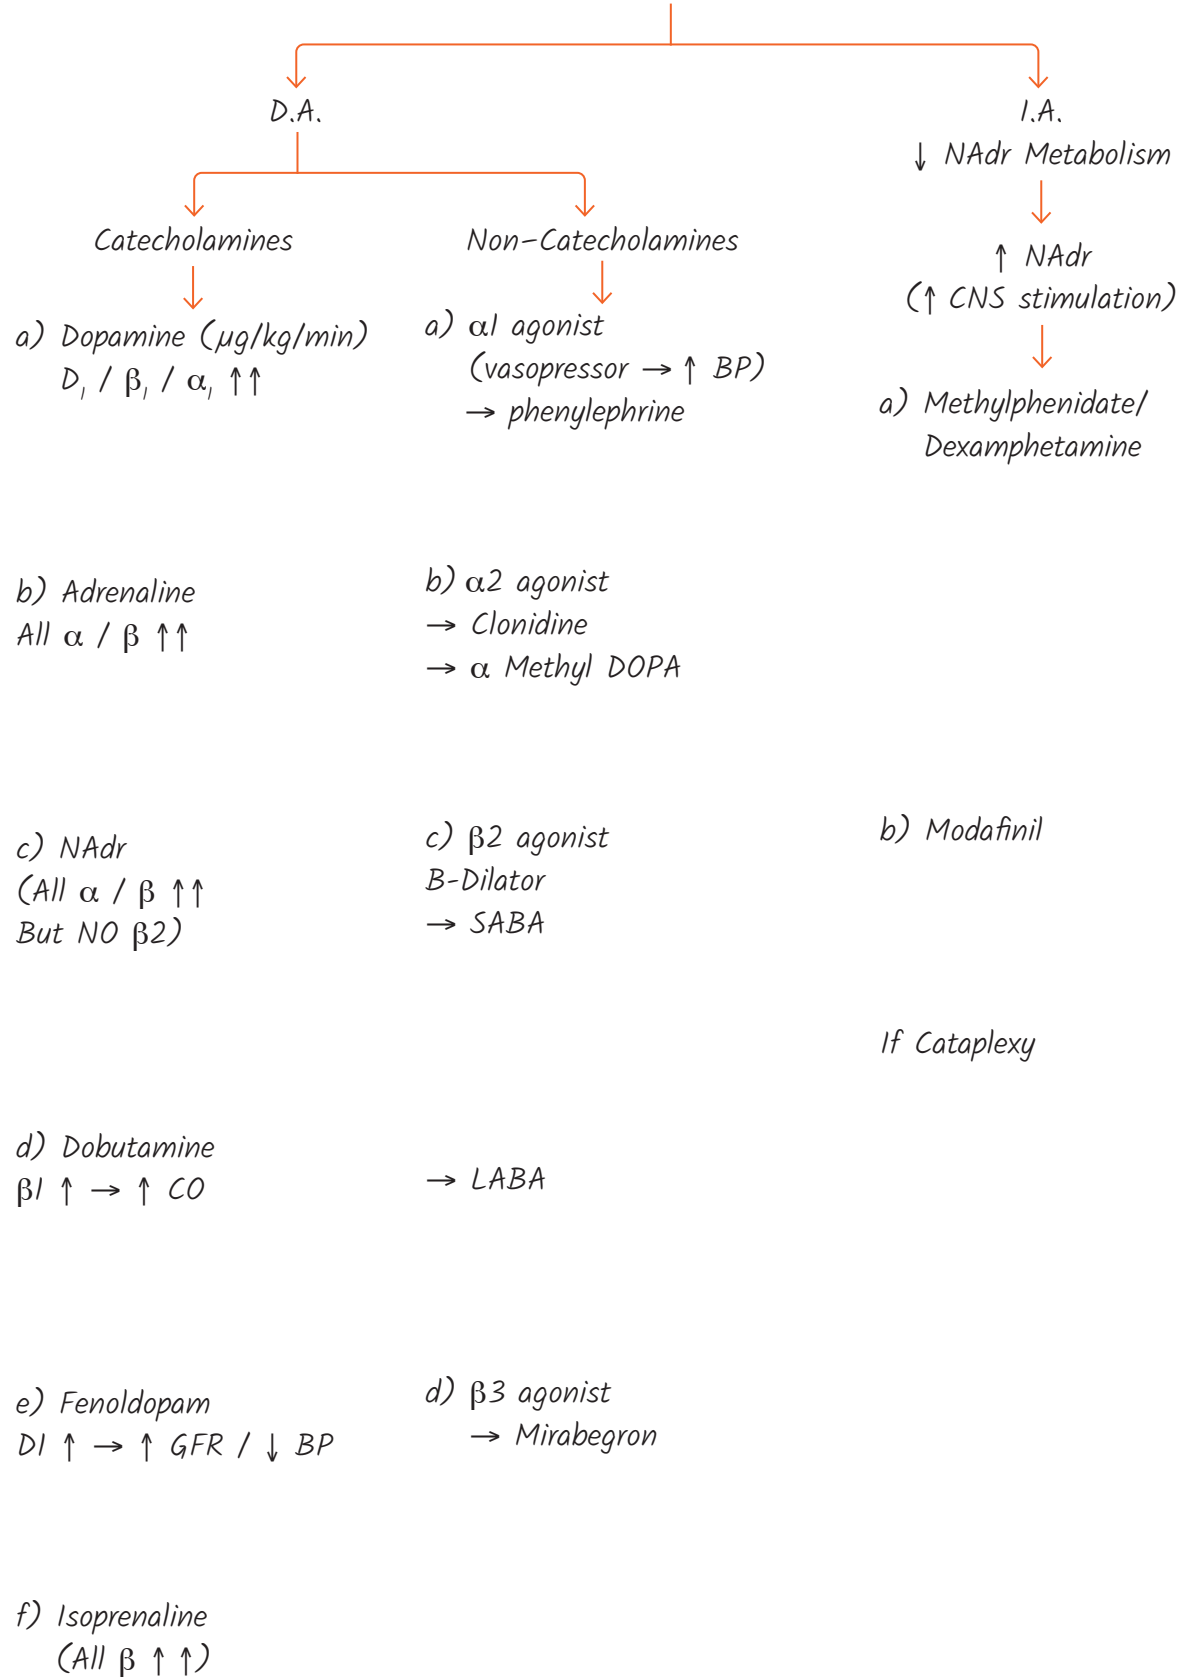 D.A.
Catecholamines
a) Dopamine (µg/kg/min)
D₁ / β₁ / α₁ ↑↑
b) Adrenaline
All α / β ↑↑
c) NAdr
(All α / β ↑↑
But NO β2)
d) Dobutamine
β1 ↑ → ↑ CO
e) Fenoldopam
D1 ↑ → ↑ GFR / ↓ BP
f) Isoprenaline
(All β ↑ ↑)
Non-Catecholamines
a) α1 agonist
(vasopressor → ↑ BP)
→ phenylephrine
b) α2 agonist
→ Clonidine
→ α Methyl DOPA
c) β2 agonist
B-Dilator
→ SABA
→ LABA
d) β3 agonist
→ Mirabegron
I.A.
↓ NAdr Metabolism
↑ NAdr
(↑ CNS stimulation)
a) Methylphenidate/
Dexamphetamine
b) Modafinil
If Cataplexy